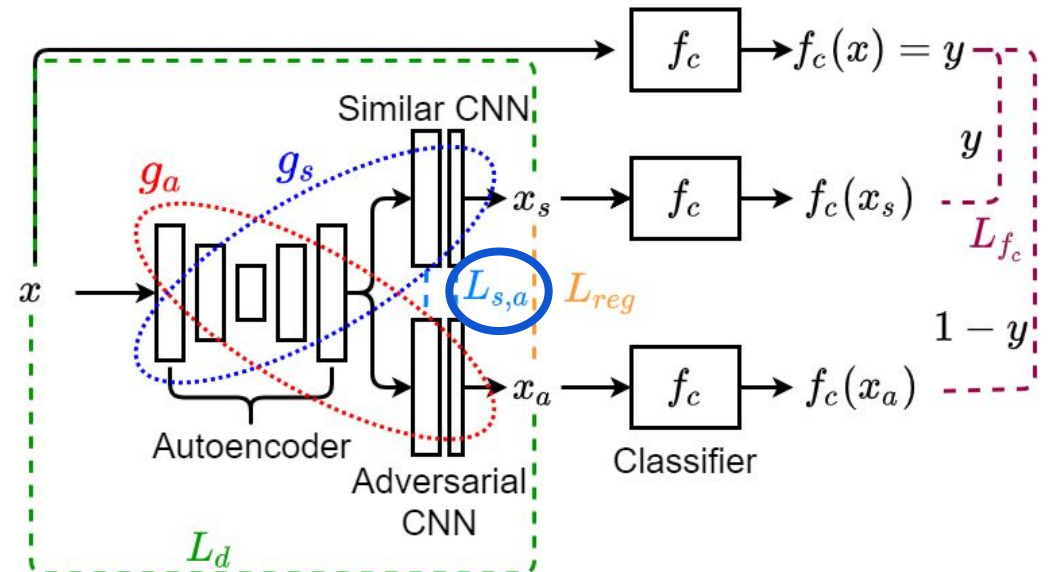 f_c
f_c(x) = y
Similar CNN
g_a
g_s
y
x_s
f_c
f_c(x_s)
L_{f_c}
x
L_{s,a}
L_{reg}
1 - y
x_a
f_c
f_c(x_a)
Autoencoder
Classifier
Adversarial
CNN
L_d